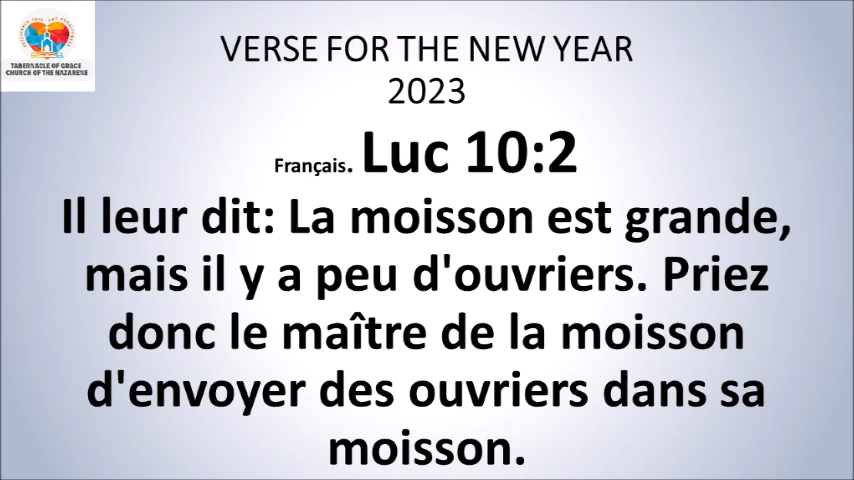 TABERNACLE OF GRACE
CHURCH OF THE NAZARENE
VERSE FOR THE NEW YEAR
2023
Français. Luc 10:2
Il leur dit: La moisson est grande,
mais il y a peu d'ouvriers. Priez
donc le maître de la moisson
d'envoyer des ouvriers dans sa
moisson.